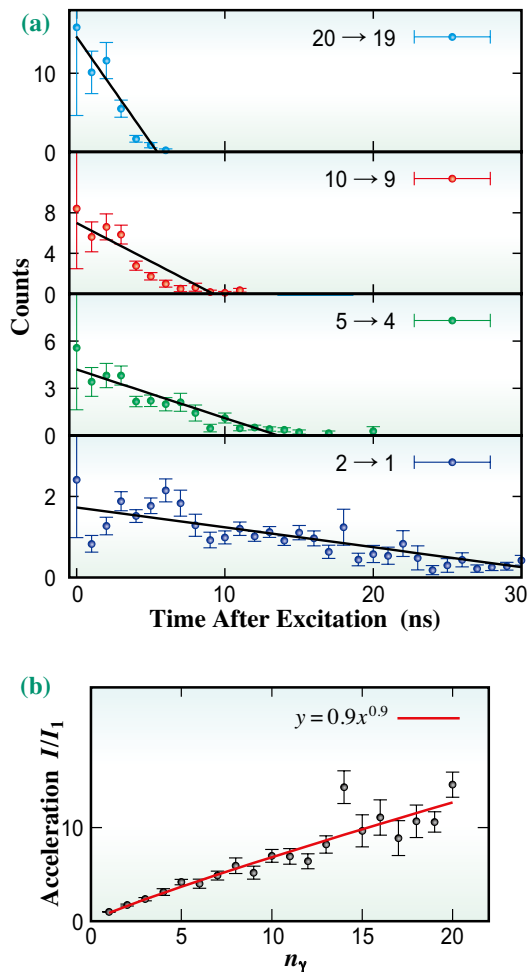 (a)
20 → 19
10
0
10 → 9
8
4
0
5 → 4
6
3
0
2 → 1
2
0
Counts
0 10 20 30
Time After Excitation (ns)
(b)
y = 0.9x^0.9
Acceleration I/I₁
10
0 5 10 15 20
nγ